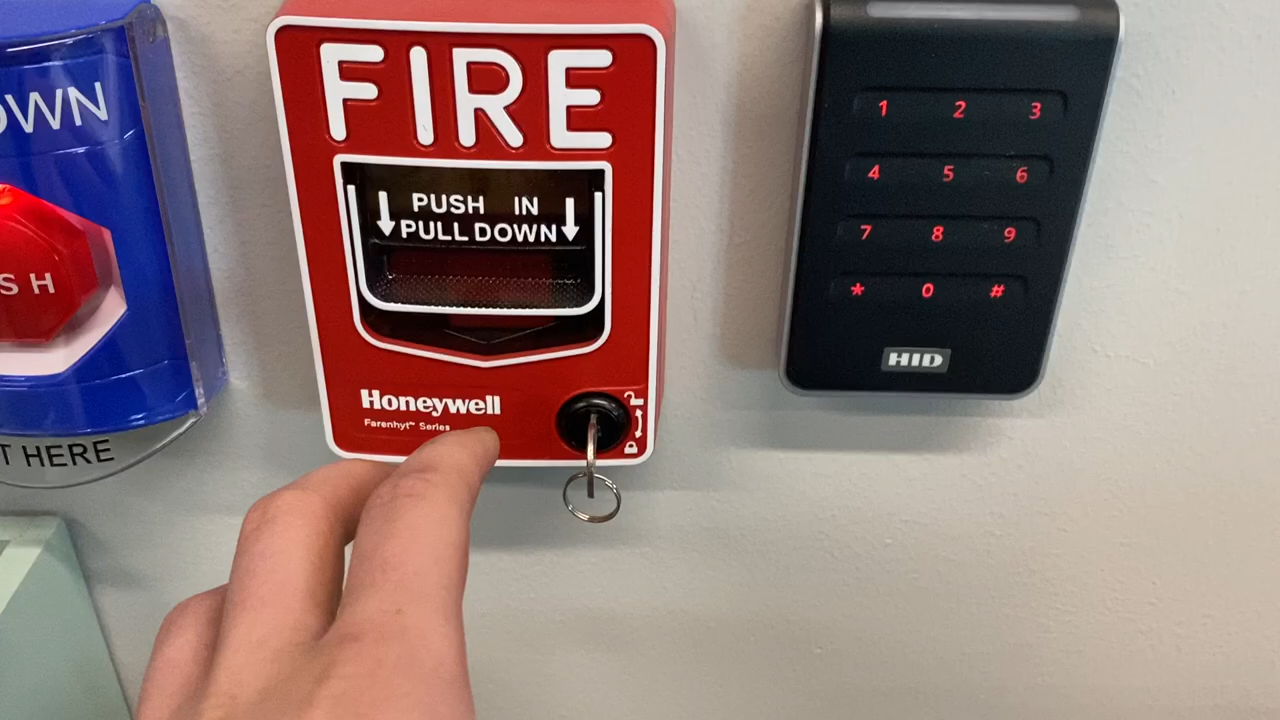 OWN
SH
T HERE
FIRE
PUSH IN
PULL DOWN
Honeywell
Farenhyt™ Series
1 2 3
4 5 6
7 8 9
* 0 #
HID